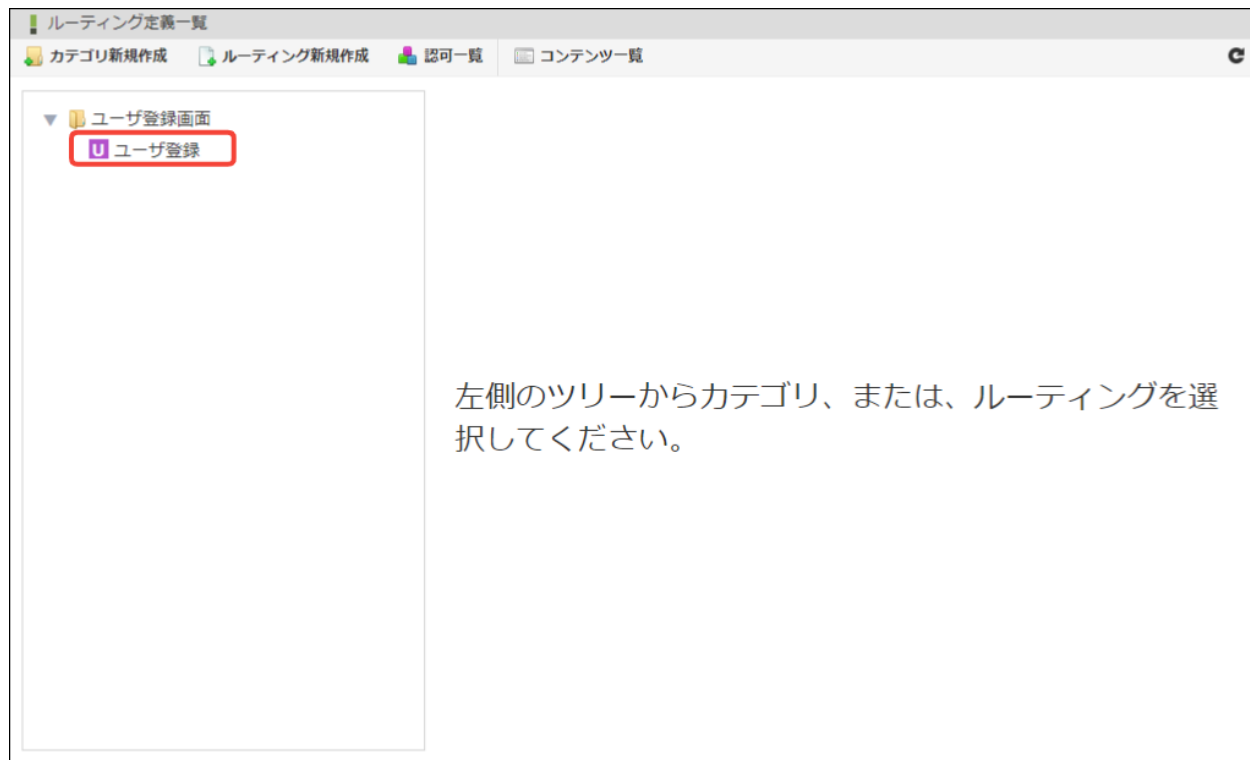 ルーティング定義一覧
カテゴリ新規作成 ルーティング新規作成 認可一覧 コンテンツ一覧
ユーザ登録画面
U ユーザ登録
左側のツリーからカテゴリ、または、ルーティングを選
択してください。